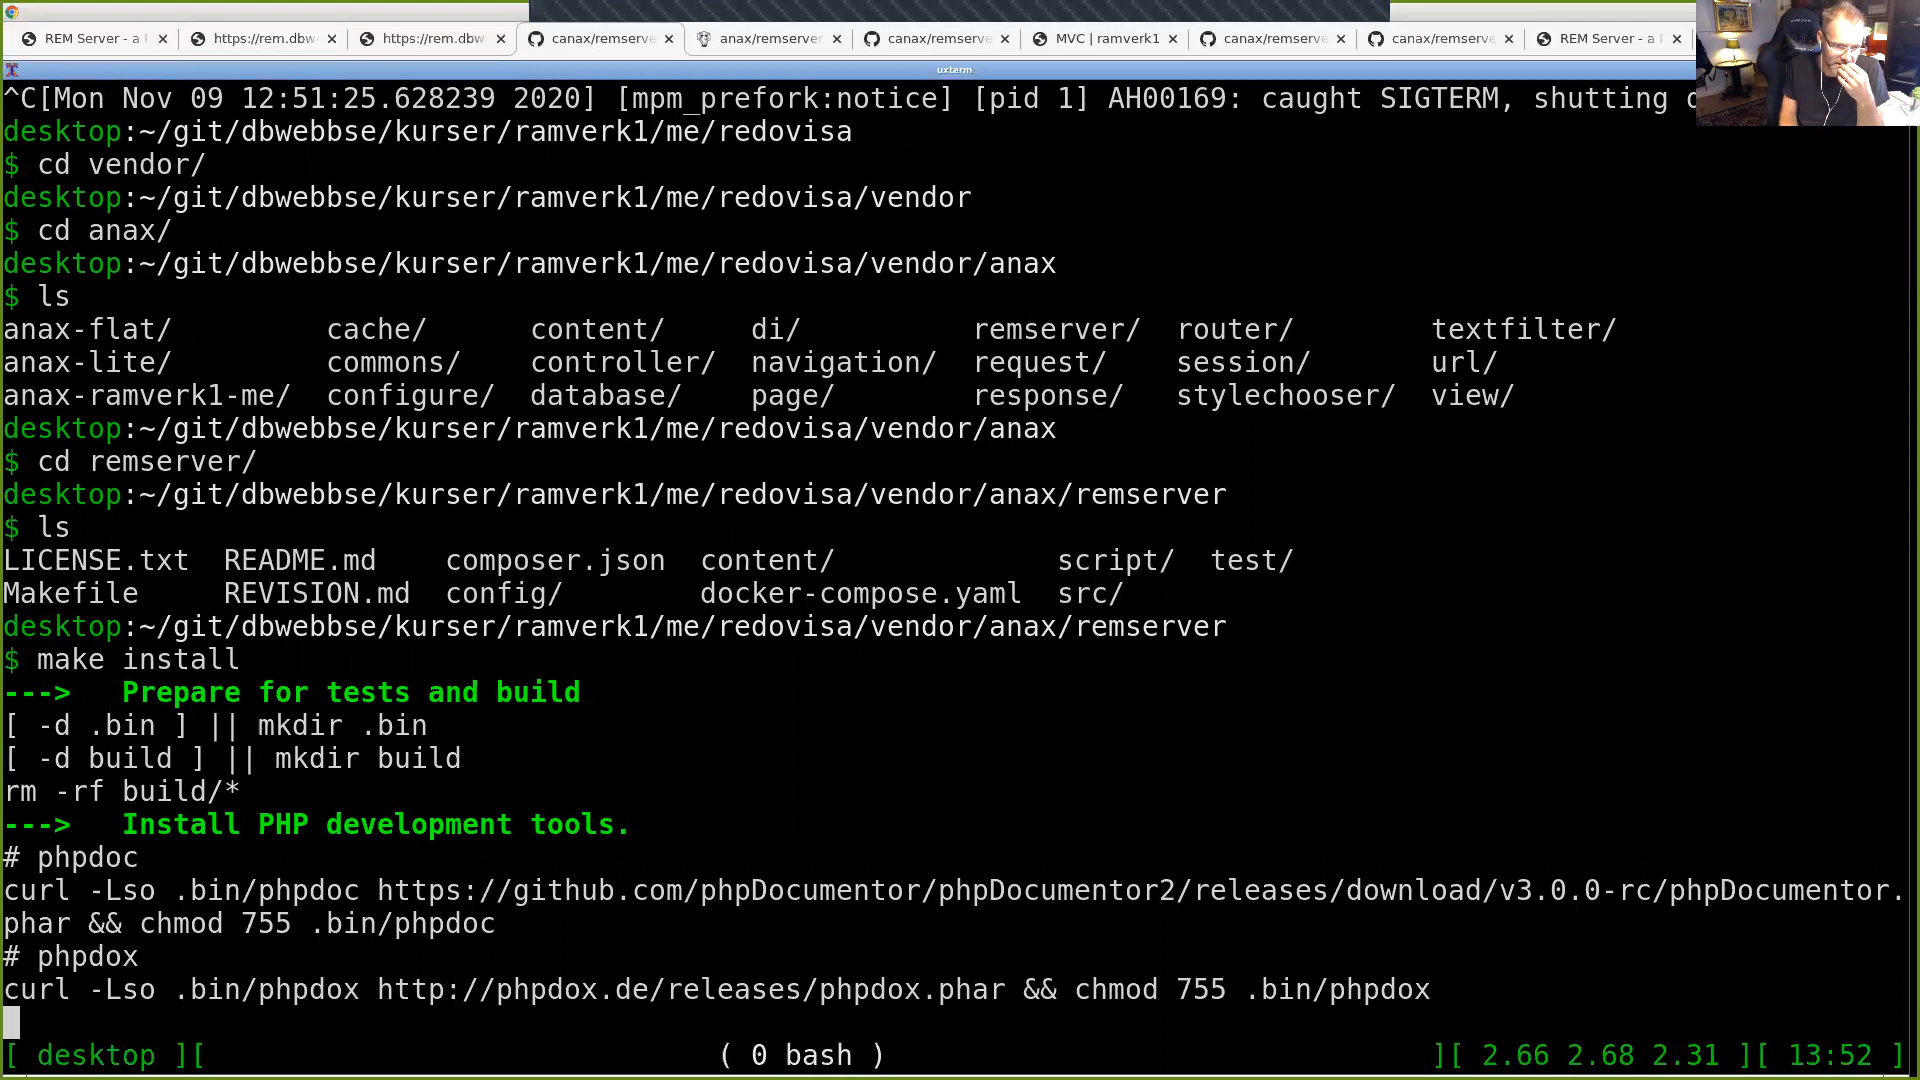 REM Server - a
https://rem.dbw
https://rem.dbw
canax/remserve
anax/remserver
canax/remserve
MVC | ramverk1
canax/remserve
canax/remserve
REM Server - a
uxterm
^C[Mon Nov 09 12:51:25.628239 2020] [mpm_prefork:notice] [pid 1] AH00169: caught SIGTERM, shutting
desktop:~/git/dbwebbse/kurser/ramverk1/me/redovisa
$ cd vendor/
desktop:~/git/dbwebbse/kurser/ramverk1/me/redovisa/vendor
$ cd anax/
desktop:~/git/dbwebbse/kurser/ramverk1/me/redovisa/vendor/anax
$ ls
anax-flat/ cache/ content/ di/ remserver/ router/ textfilter/
anax-lite/ commons/ controller/ navigation/ request/ session/ url/
anax-ramverk1-me/ configure/ database/ page/ response/ stylechooser/ view/
desktop:~/git/dbwebbse/kurser/ramverk1/me/redovisa/vendor/anax
$ cd remserver/
desktop:~/git/dbwebbse/kurser/ramverk1/me/redovisa/vendor/anax/remserver
$ ls
LICENSE.txt README.md composer.json content/ script/ test/
Makefile REVISION.md config/ docker-compose.yaml src/
desktop:~/git/dbwebbse/kurser/ramverk1/me/redovisa/vendor/anax/remserver
$ make install
---> Prepare for tests and build
[ -d .bin ] || mkdir .bin
[ -d build ] || mkdir build
rm -rf build/*
---> Install PHP development tools.
# phpdoc
curl -Lso .bin/phpdoc https://github.com/phpDocumentor/phpDocumentor2/releases/download/v3.0.0-rc/phpDocumentor.
phar && chmod 755 .bin/phpdoc
# phpdox
curl -Lso .bin/phpdox http://phpdox.de/releases/phpdox.phar && chmod 755 .bin/phpdox
[ desktop ][ ( 0 bash ) ][ 2.66 2.68 2.31 ][ 13:52 ]